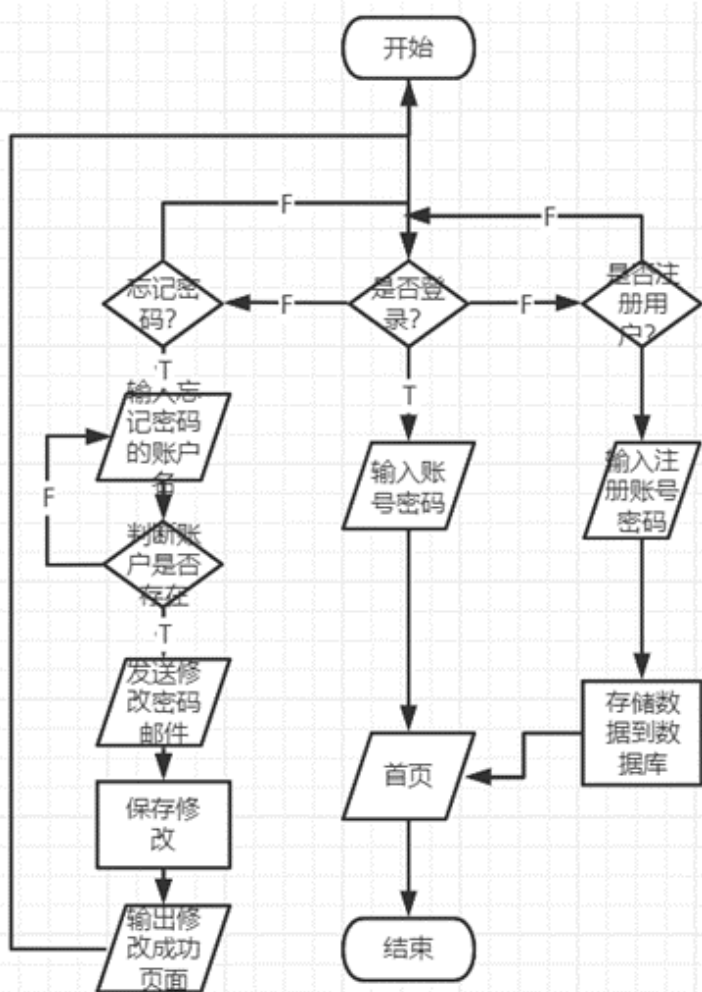 开始
F
F
忘记密
码?
F
是否登
录?
F
是否注
册用
户?
T
输入忘
记密码
的账户
名
T
输入账
号密码
输入注
册账号
密码
F
判断账
户是否
存在
T
发送修
改密码
邮件
首页
存储数
据到数
据库
保存修
改
输出修
改成功
页面
结束